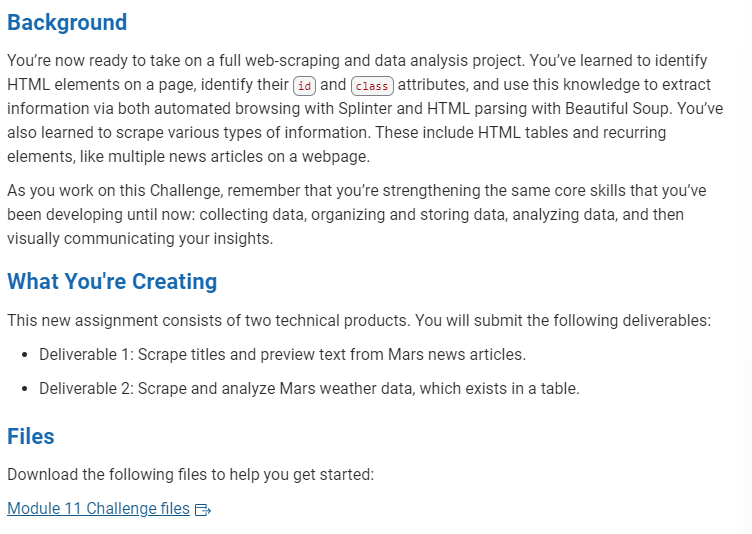 Background
You’re now ready to take on a full web-scraping and data analysis project. You’ve learned to identify
HTML elements on a page, identify their id and class attributes, and use this knowledge to extract
information via both automated browsing with Splinter and HTML parsing with Beautiful Soup. You’ve
also learned to scrape various types of information. These include HTML tables and recurring
elements, like multiple news articles on a webpage.
As you work on this Challenge, remember that you’re strengthening the same core skills that you’ve
been developing until now: collecting data, organizing and storing data, analyzing data, and then
visually communicating your insights.
What You're Creating
This new assignment consists of two technical products. You will submit the following deliverables:
• Deliverable 1: Scrape titles and preview text from Mars news articles.
• Deliverable 2: Scrape and analyze Mars weather data, which exists in a table.
Files
Download the following files to help you get started:
Module 11 Challenge files